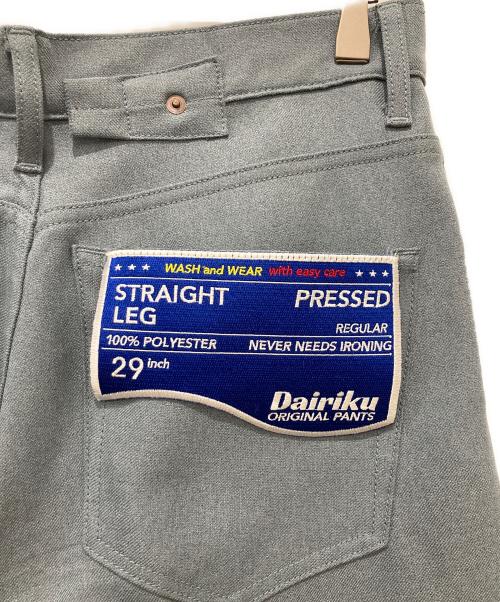 ★ ★ ★ WASH and WEAR with easy care ★ ★ ★
STRAIGHT PRESSED
LEG
REGULAR
100% POLYESTER NEVER NEEDS IRONING
29 inch
Dairiku
ORIGINAL PANTS